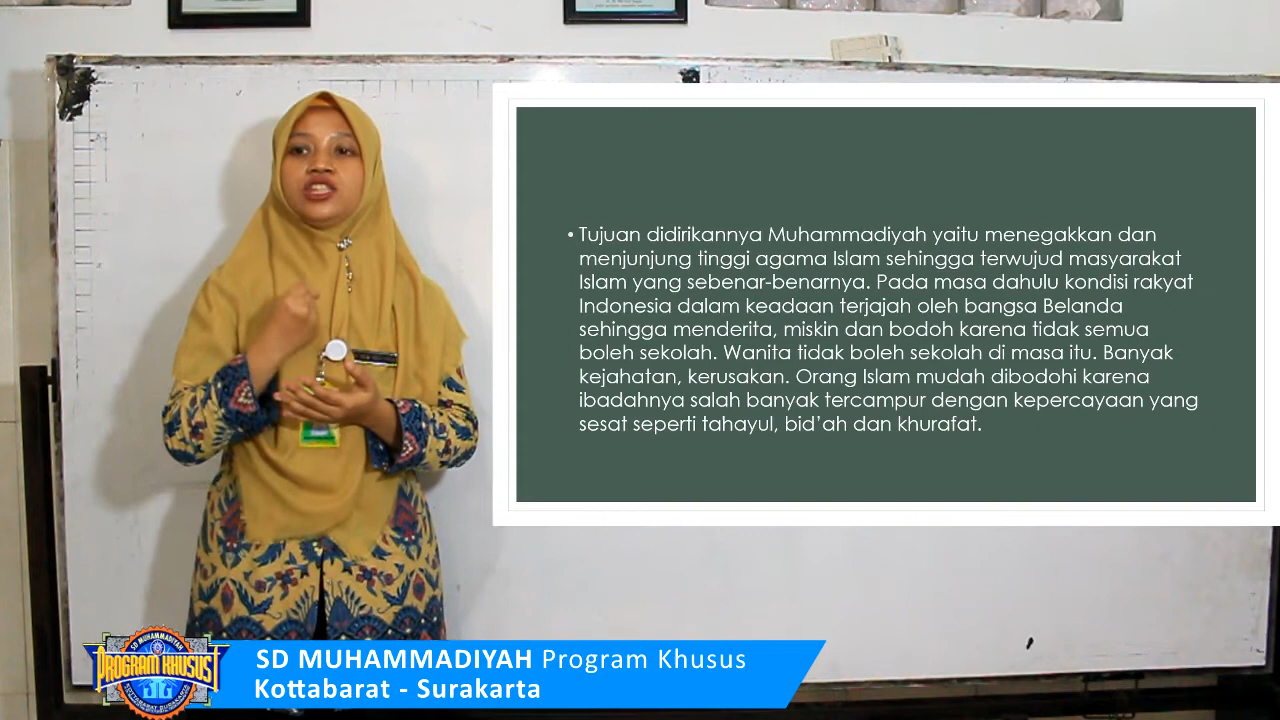 • Tujuan didirikannya Muhammadiyah yaitu menegakkan dan
menjunjung tinggi agama Islam sehingga terwujud masyarakat
Islam yang sebenar-benarnya. Pada masa dahulu kondisi rakyat
Indonesia dalam keadaan terjajah oleh bangsa Belanda
sehingga menderita, miskin dan bodoh karena tidak semua
boleh sekolah. Wanita tidak boleh sekolah di masa itu. Banyak
kejahatan, kerusakan. Orang Islam mudah dibodohi karena
ibadahnya salah banyak tercampur dengan kepercayaan yang
sesat seperti tahayul, bid’ah dan khurafat.
SD MUHAMMADIYAH
PROGRAM KHUSUS
SD MUHAMMADIYAH Program Khusus
Kottabarat - Surakarta